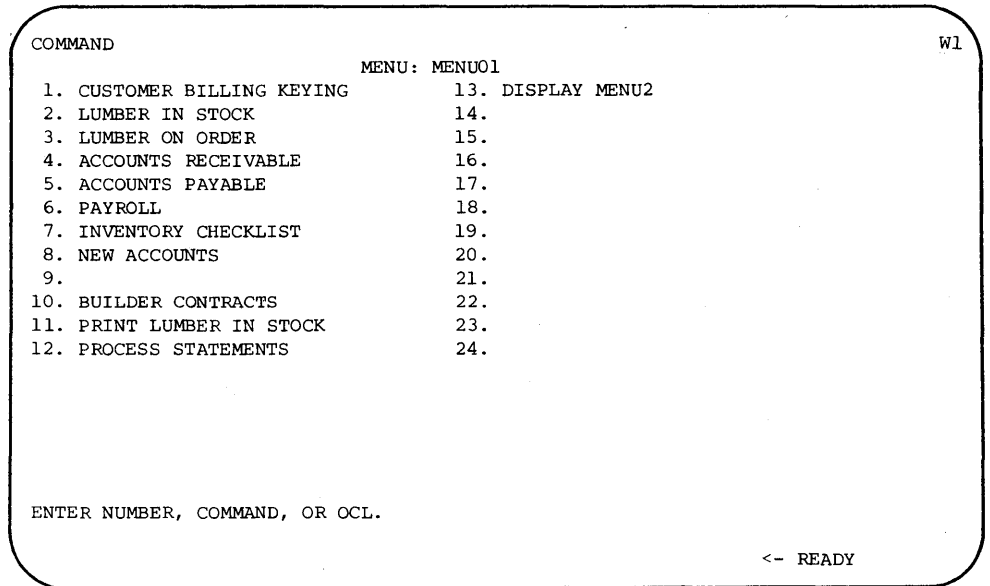 COMMAND W1
MENU: MENU01
1. CUSTOMER BILLING KEYING 13. DISPLAY MENU2
2. LUMBER IN STOCK 14.
3. LUMBER ON ORDER 15.
4. ACCOUNTS RECEIVABLE 16.
5. ACCOUNTS PAYABLE 17.
6. PAYROLL 18.
7. INVENTORY CHECKLIST 19.
8. NEW ACCOUNTS 20.
9. 21.
10. BUILDER CONTRACTS 22.
11. PRINT LUMBER IN STOCK 23.
12. PROCESS STATEMENTS 24.
ENTER NUMBER, COMMAND, OR OCL.
<- READY